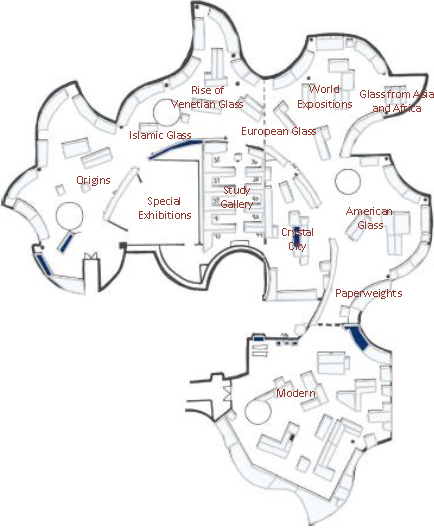 Rise of
Venetian Glass
World
Expositions
Glass from Asia
and Africa
Islamic Glass
European Glass
Origins
Special
Exhibitions
Study
Gallery
American
Glass
Crystal
City
Paperweights
Modern